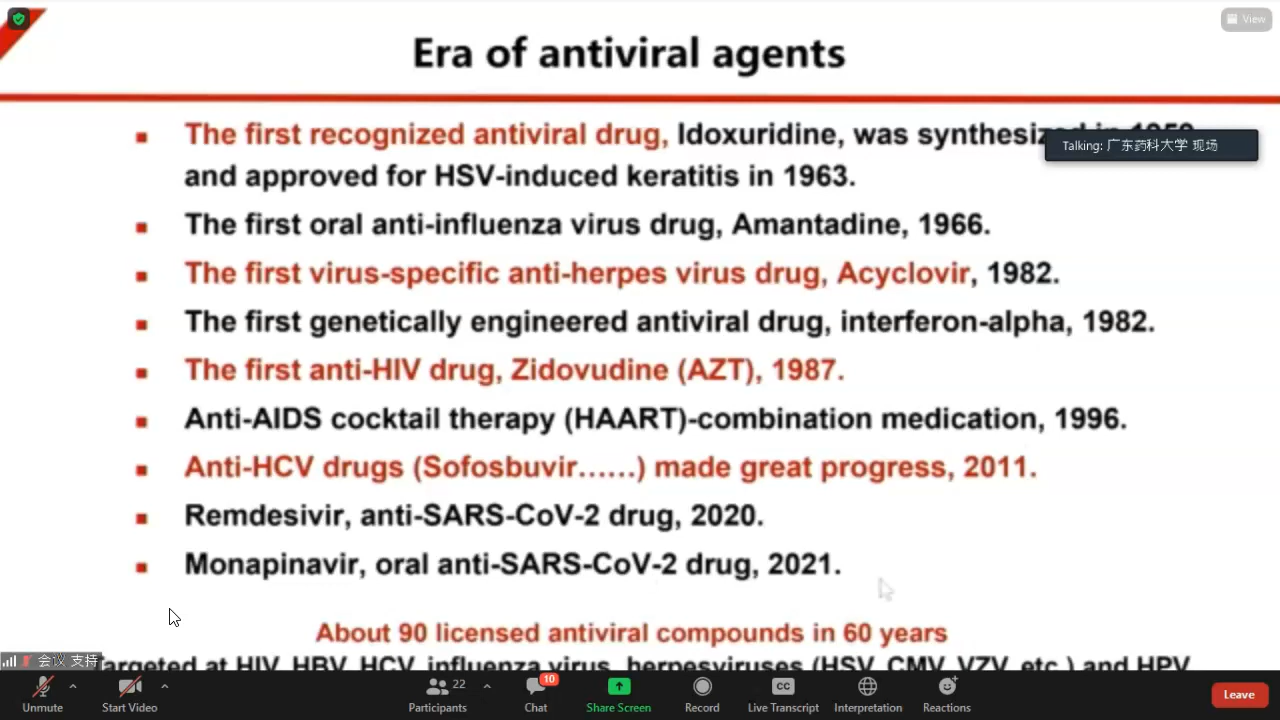 View
Era of antiviral agents
The first recognized antiviral drug, Idoxuridine, was synthesized in 1959
Talking: 广东药科大学 现场
and approved for HSV-induced keratitis in 1963.
The first oral anti-influenza virus drug, Amantadine, 1966.
The first virus-specific anti-herpes virus drug, Acyclovir, 1982.
The first genetically engineered antiviral drug, interferon-alpha, 1982.
The first anti-HIV drug, Zidovudine (AZT), 1987.
Anti-AIDS cocktail therapy (HAART)-combination medication, 1996.
Anti-HCV drugs (Sofosbuvir……) made great progress, 2011.
Remdesivir, anti-SARS-CoV-2 drug, 2020.
Monapinavir, oral anti-SARS-CoV-2 drug, 2021.
About 90 licensed antiviral compounds in 60 years
会议 支持
targeted at HIV, HBV, HCV, influenza virus, herpesviruses (HSV, CMV, VZV, etc.) and HPV
22
10
CC
Unmute
Start Video
Participants
Chat
Share Screen
Record
Live Transcript
Interpretation
Reactions
Leave